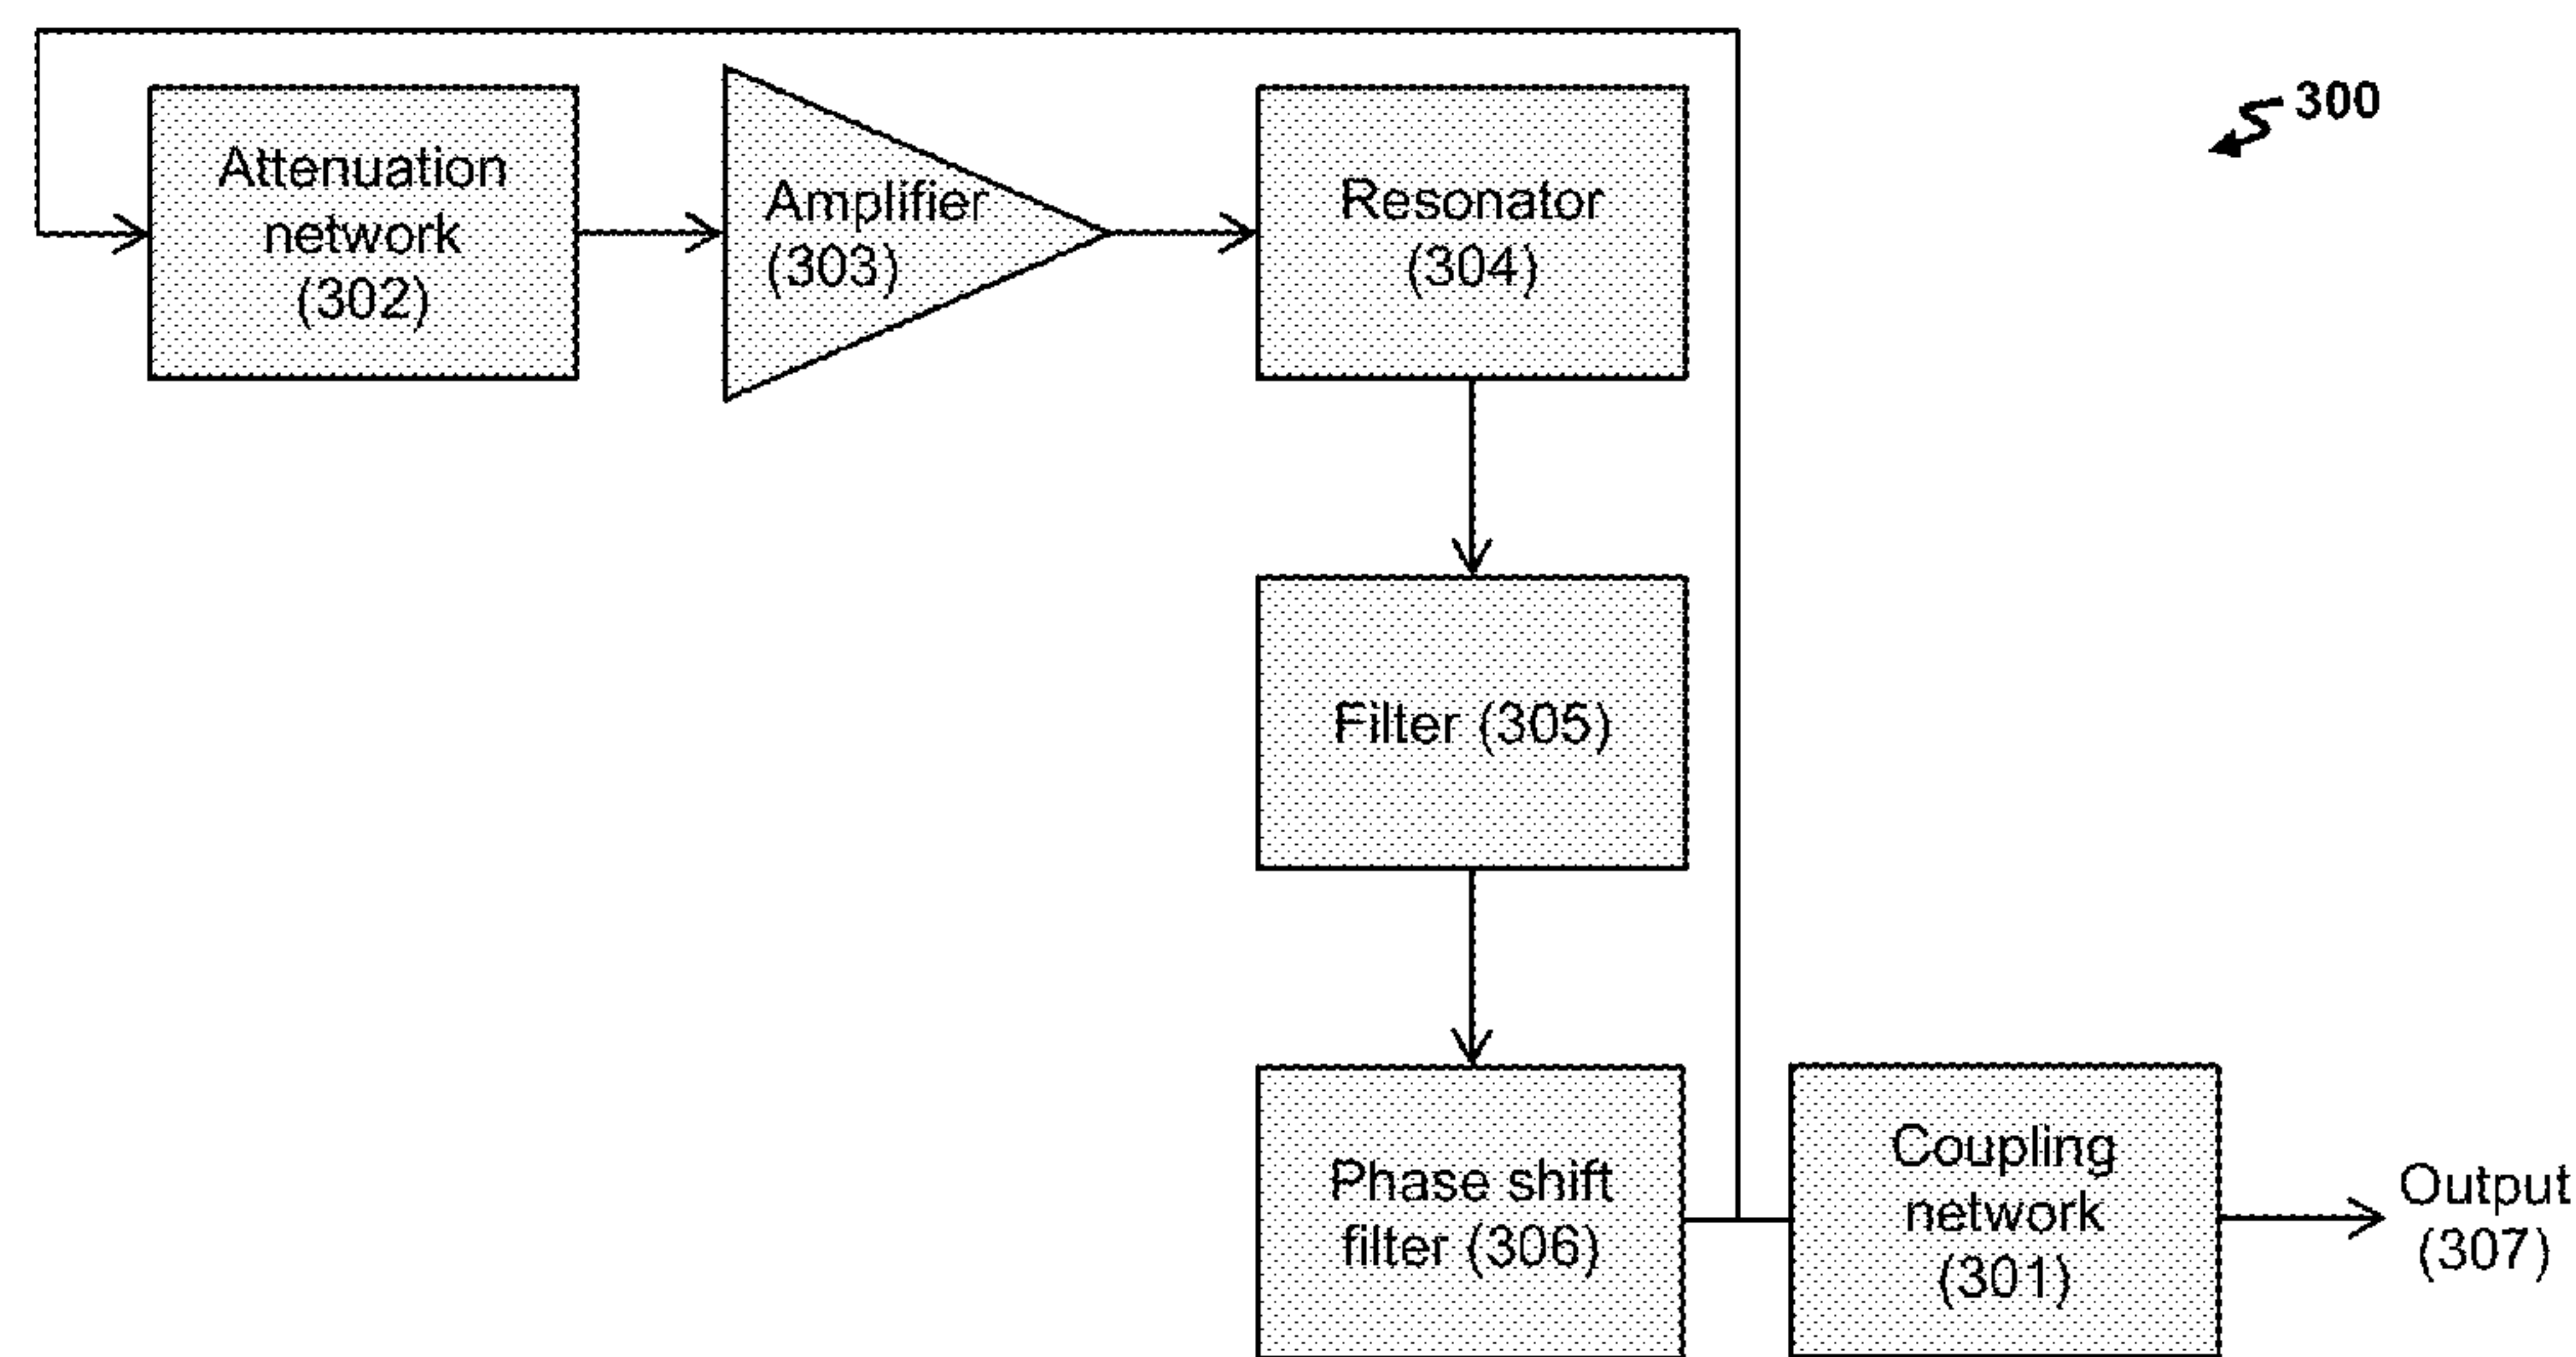 300
Attenuation
network
(302)
Amplifier
(303)
Resonator
(304)
Filter (305)
Phase shift
filter (306)
Coupling
network
(301)
Output
(307)